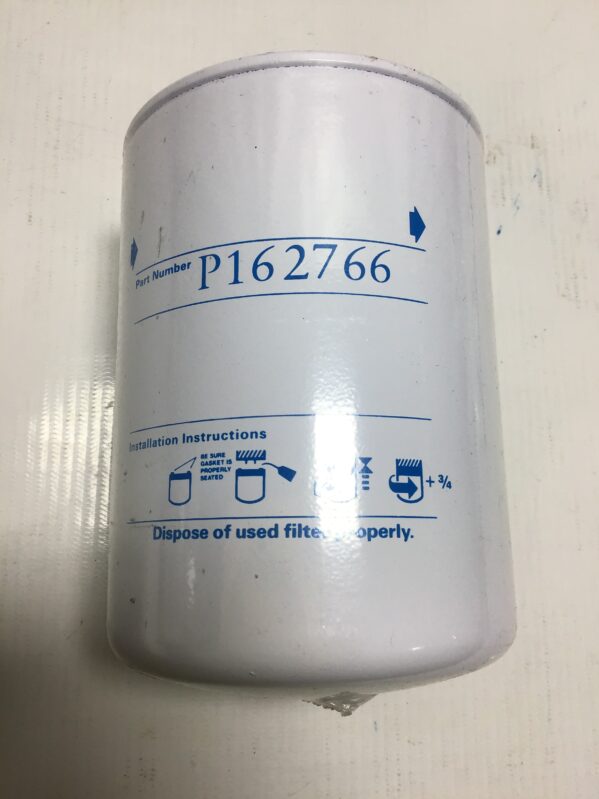 Part Number P162766
Installation Instructions
BE SURE
GASKET IS
PROPERLY
SEATED
+ 3/4
Dispose of used filter properly.